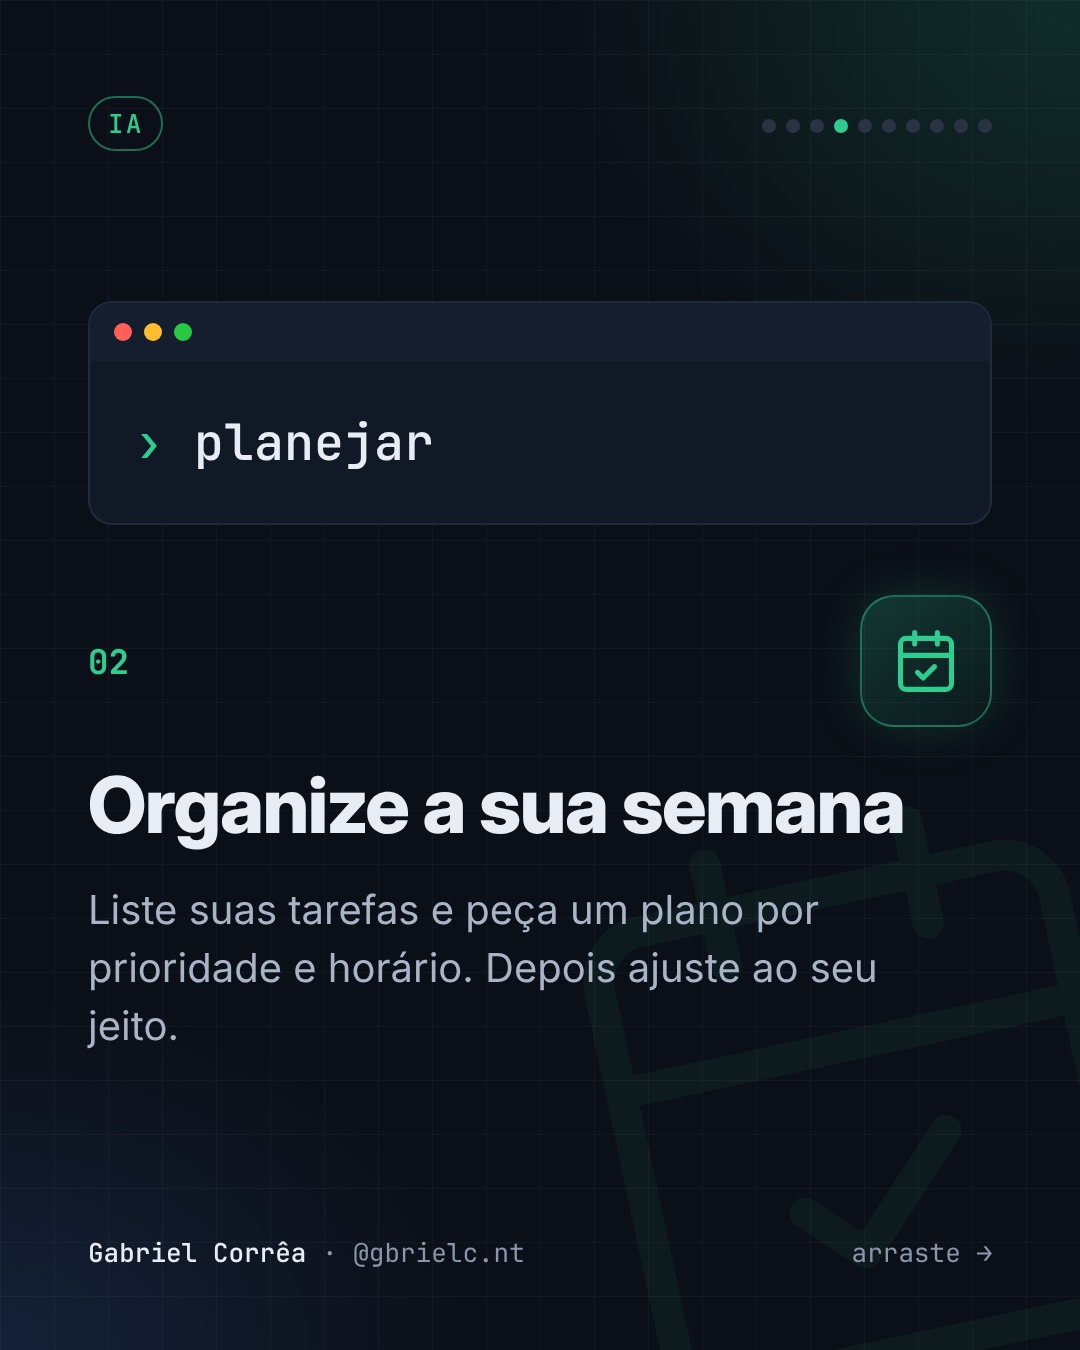 IA
› planejar
02
Organize a sua semana
Liste suas tarefas e peça um plano por
prioridade e horário. Depois ajuste ao seu
jeito.
Gabriel Corrêa · @gbrielc.nt
arraste →